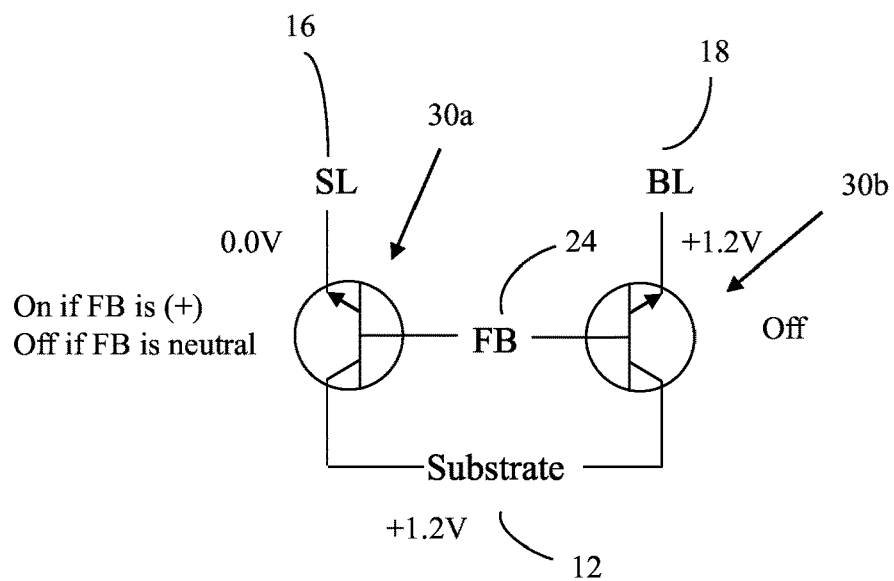 16
18
30a
SL
BL
30b
0.0V
24
+1.2V
On if FB is (+)
Off if FB is neutral
FB
Off
Substrate
+1.2V
12